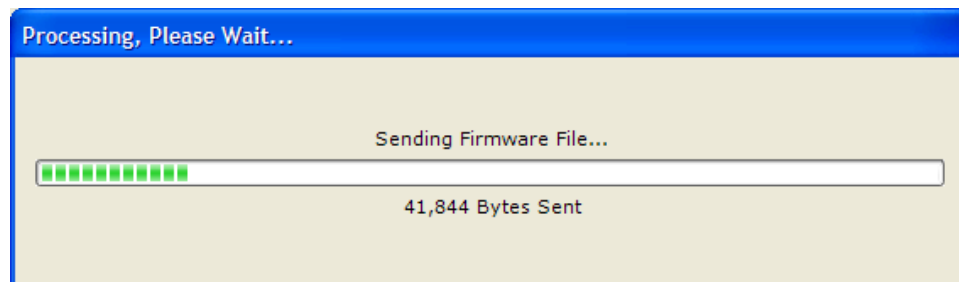 Processing, Please Wait...
Sending Firmware File...
41,844 Bytes Sent